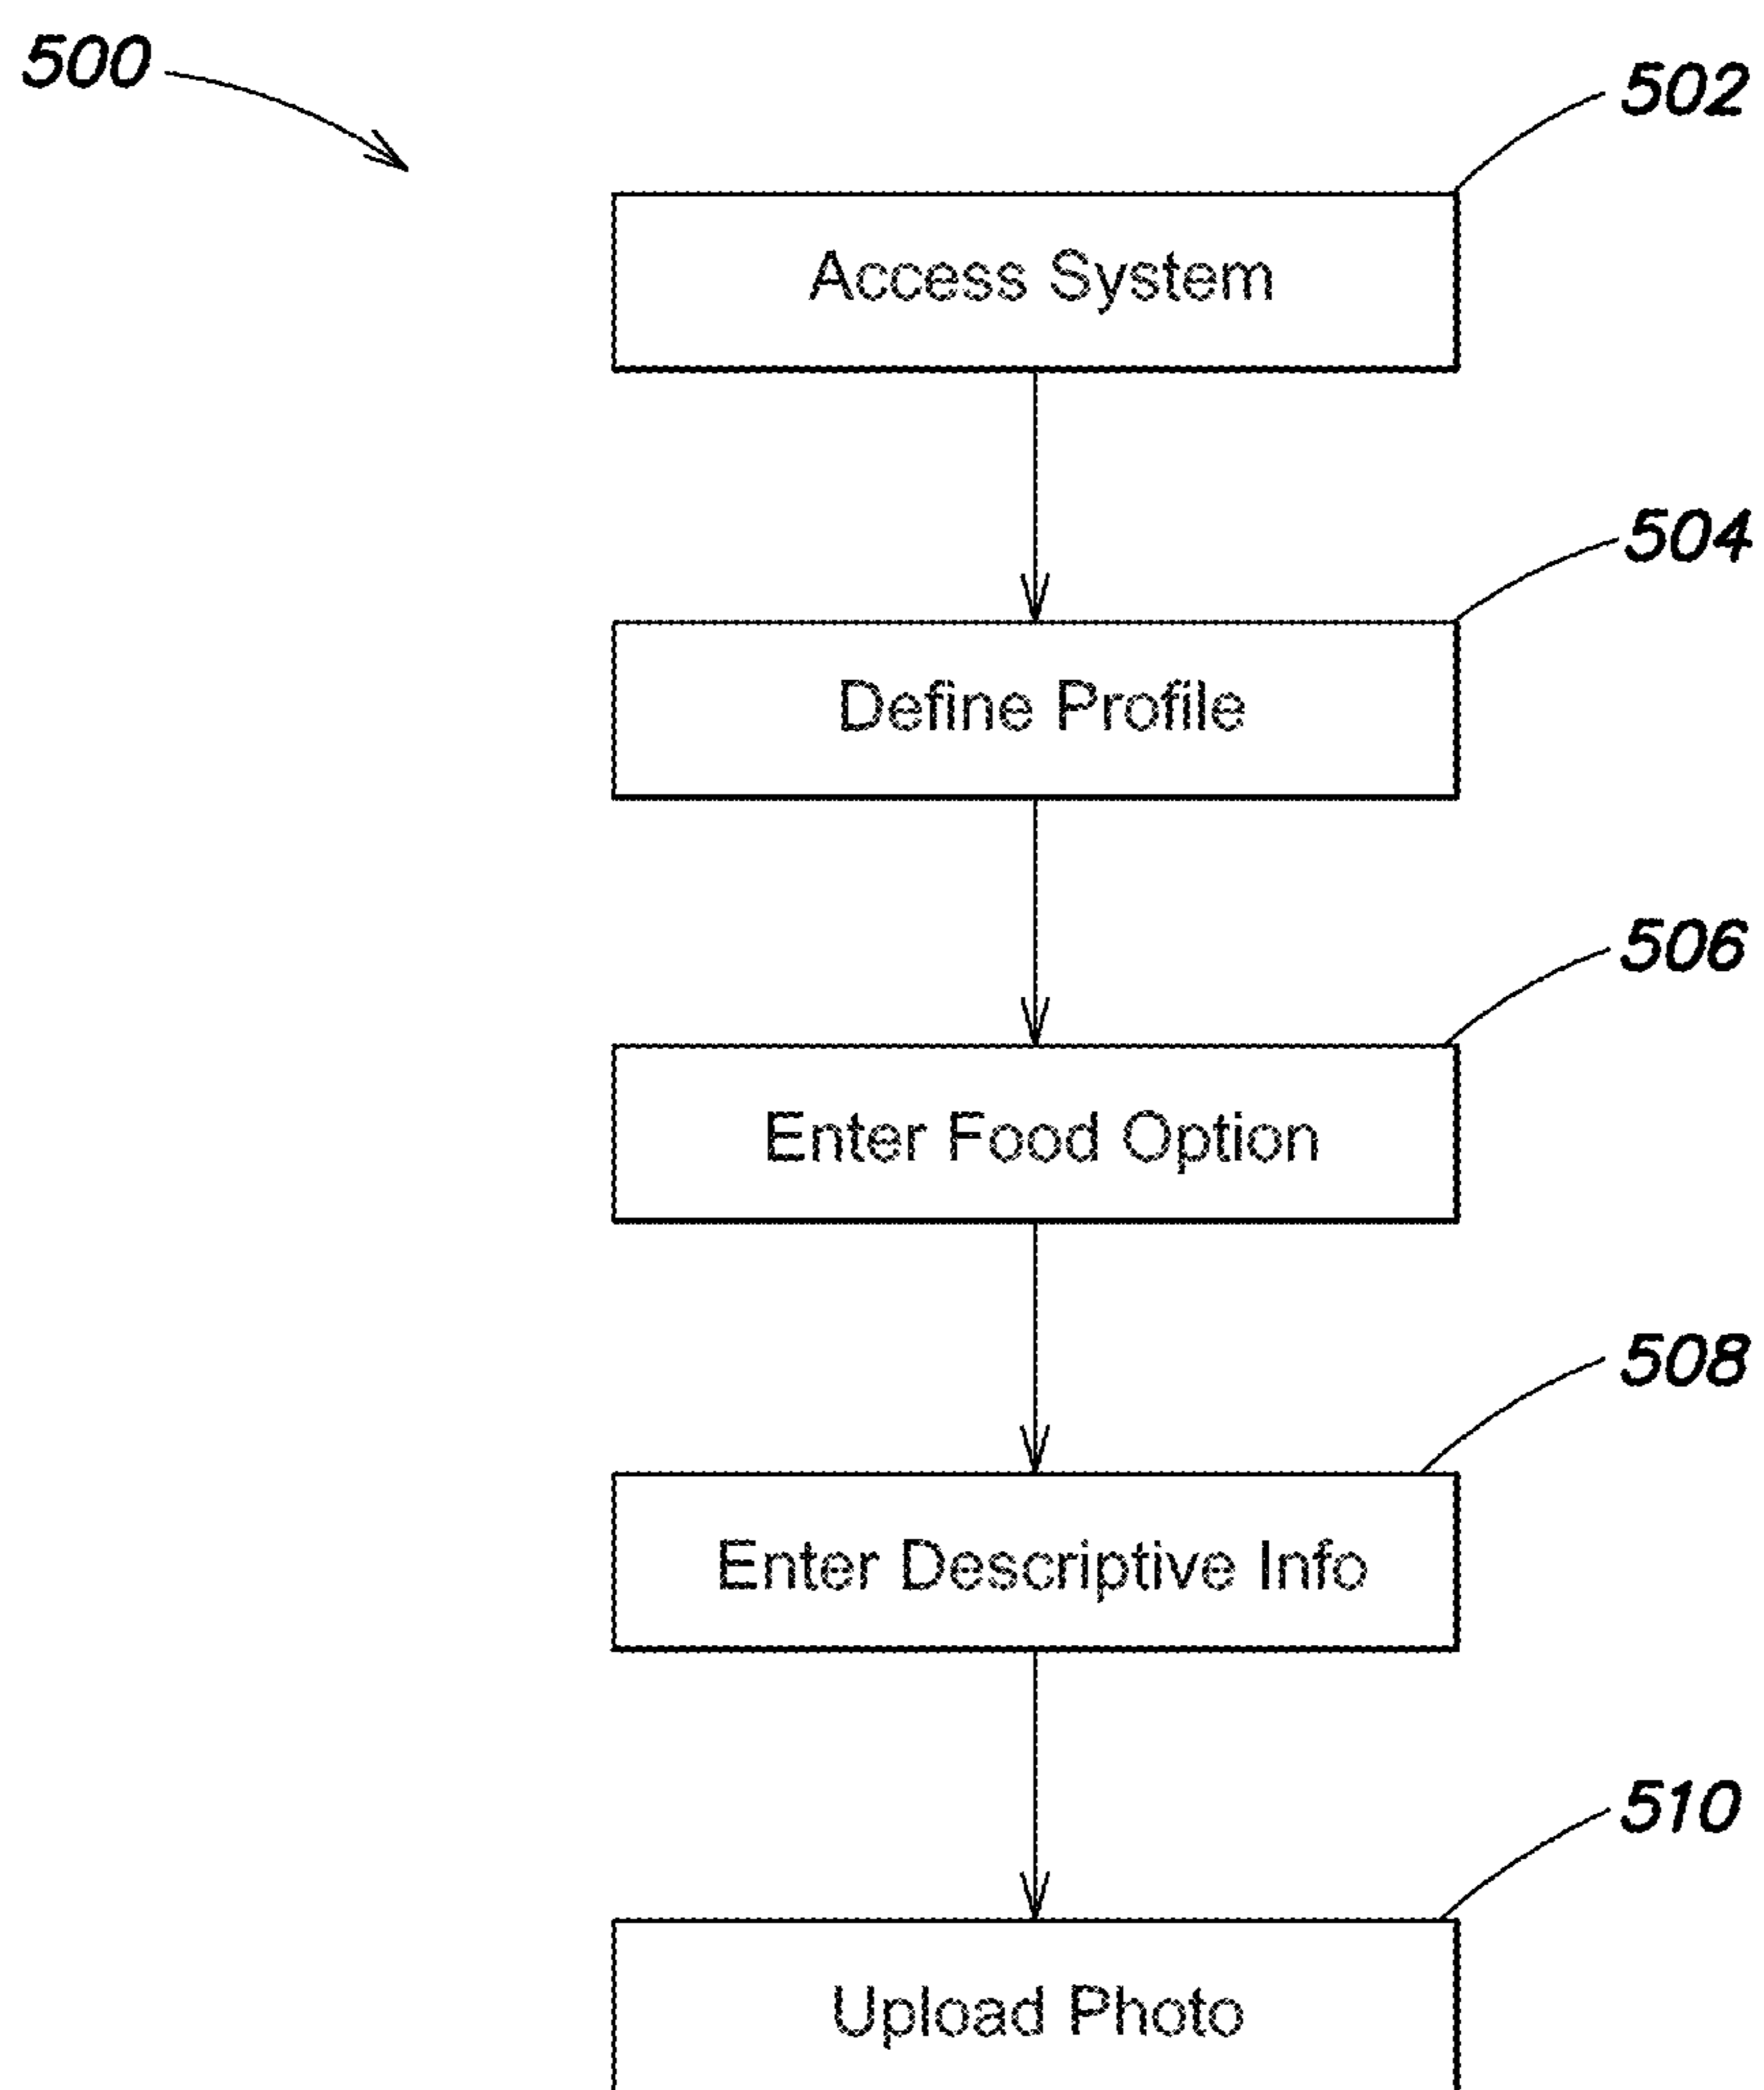 500
502
Access System
504
Define Profile
506
Enter Food Option
508
Enter Descriptive Info
510
Upload Photo